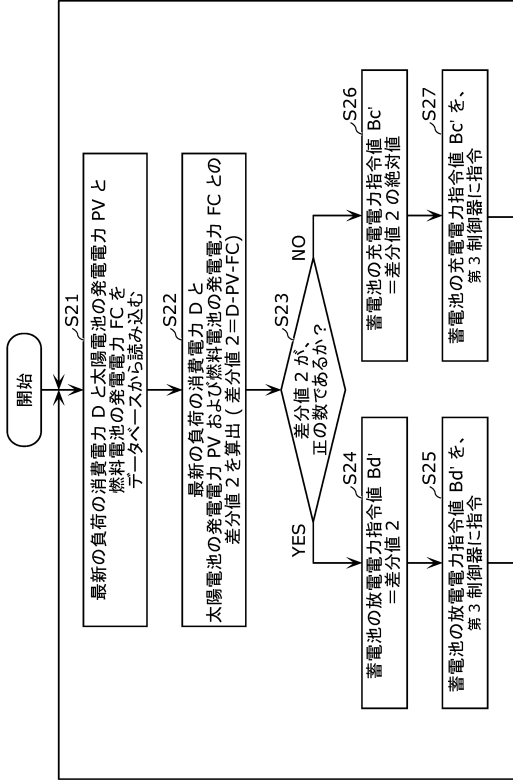 開始
S21
最新の負荷の消費電力 D と太陽電池の発電電力 PV と
燃料電池の発電電力 FC を
データベースから読み込む
S22
最新の負荷の消費電力 D と
太陽電池の発電電力 PV および燃料電池の発電電力 FC との
差分値 2 を算出 ( 差分値 2=D-PV-FC)
S23
差分値 2 が、
正の数であるか？
YES
NO
S24
蓄電池の放電電力指令値 Bd'
＝差分値 2
S25
蓄電池の放電電力指令値 Bd' を、
第 3 制御器に指令
S26
蓄電池の充電電力指令値 Bc'
＝差分値 2 の絶対値
S27
蓄電池の充電電力指令値 Bc' を、
第 3 制御器に指令